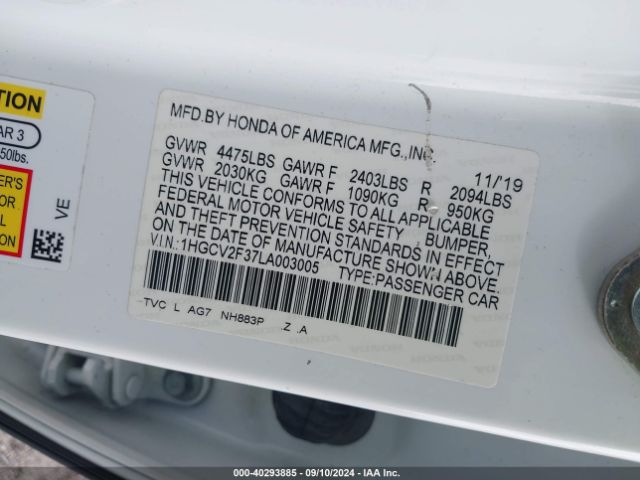 TION
AR 3
50lbs.
ER'S
FOR
VE
MFD.BY HONDA OF AMERICA MFG.,INC.
11/'19
GVWR 4475LBS GAWR F 2403LBS R 2094LBS
GVWR 2030KG GAWR F 1090KG R 950KG
THIS VEHICLE CONFORMS TO ALL APPLICABLE
FEDERAL MOTOR VEHICLE SAFETY , BUMPER,
AND THEFT PREVENTION STANDARDS IN EFFECT
ON THE DATE OF MANUFACTURE SHOWN ABOVE.
V.I.N.:1HGCV2F37LA003005 TYPE:PASSENGER CAR
TVC L AG7 NH883P .Z .A
000-40293885 - 09/10/2024 - IAA